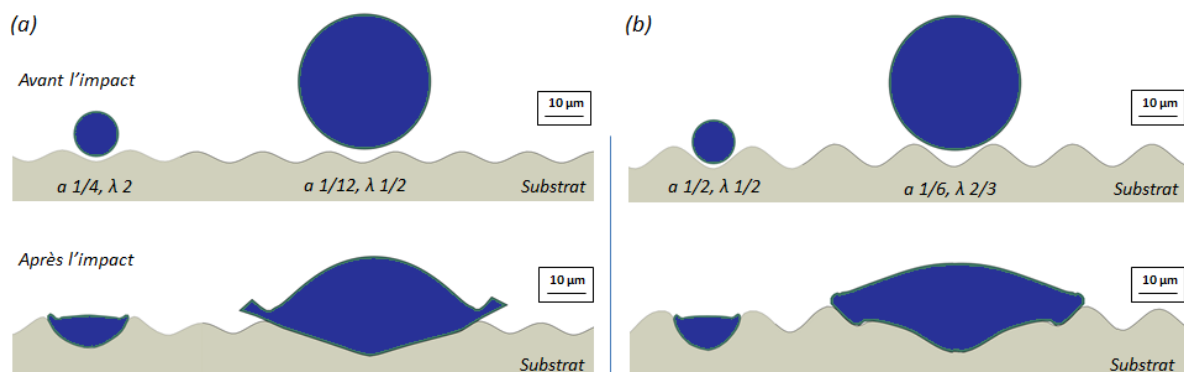 (a)
Avant l’impact
10 µm
a 1/4, λ 2
a 1/12, λ 1/2
Substrat
Après l’impact
10 µm
Substrat
(b)
10 µm
a 1/2, λ 1/2
a 1/6, λ 2/3
Substrat
10 µm
Substrat